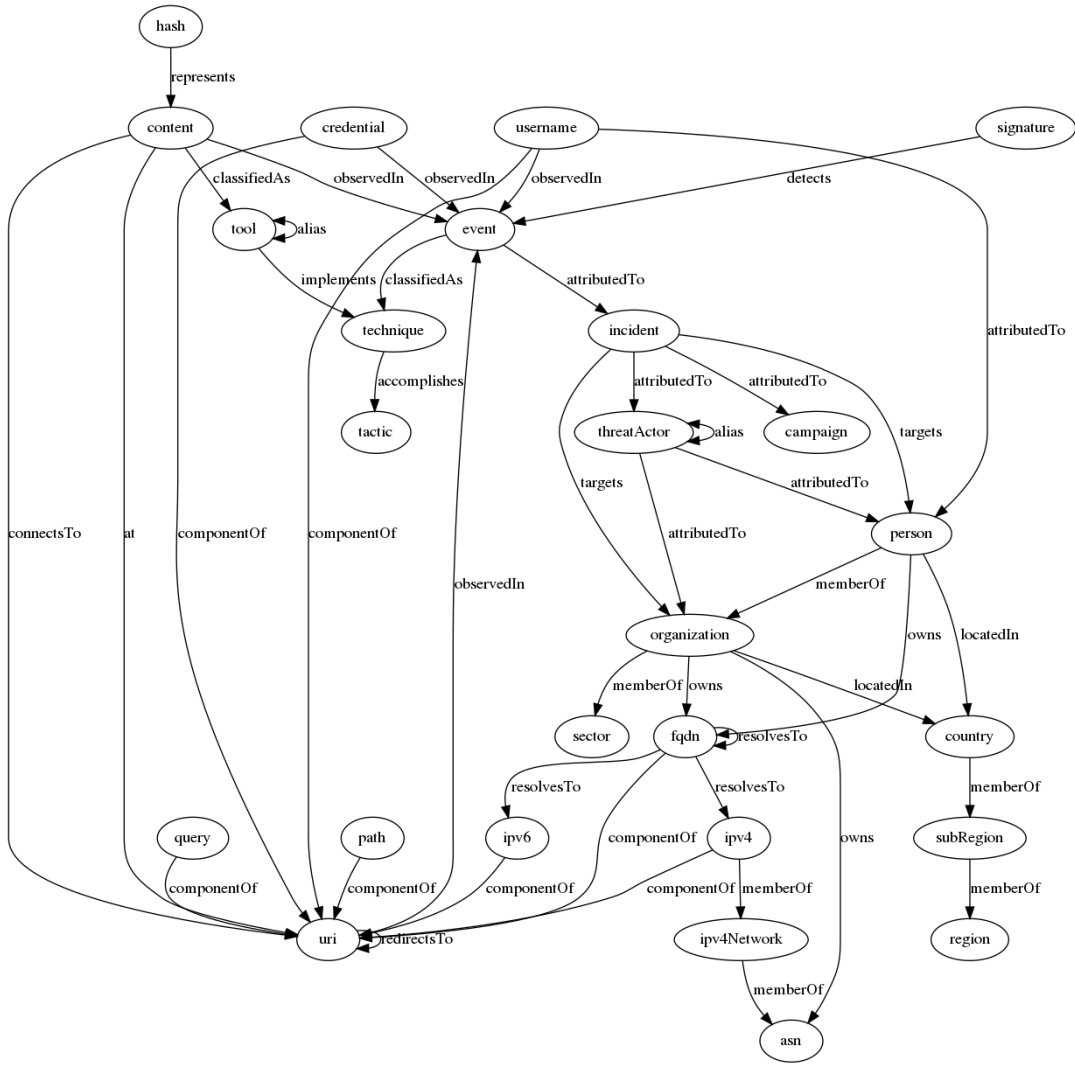 hash
represents
content
credential
username
signature
classifiedAs
observedIn
observedIn
observedIn
detects
tool
alias
event
implements
classifiedAs
attributedTo
technique
incident
attributedTo
accomplishes
attributedTo
attributedTo
tactic
threatActor
alias
campaign
targets
targets
attributedTo
connectsTo
at
componentOf
componentOf
attributedTo
person
observedIn
memberOf
organization
owns
locatedIn
memberOf
owns
locatedIn
sector
fqdn
resolvesTo
country
resolvesTo
resolvesTo
memberOf
query
path
ipv6
componentOf
ipv4
owns
subRegion
componentOf
componentOf
componentOf
componentOf
memberOf
memberOf
uri
redirectsTo
ipv4Network
region
memberOf
asn